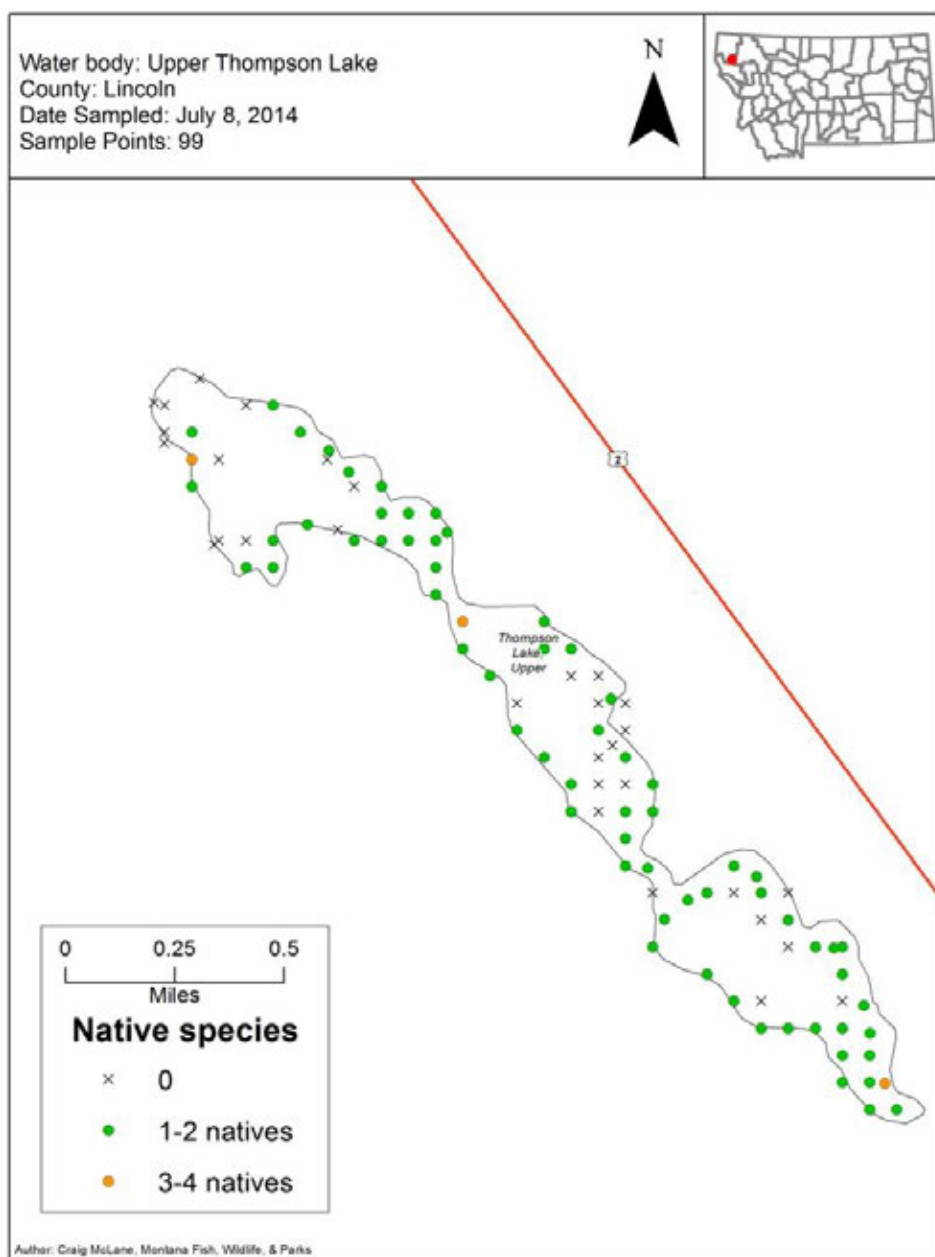 Water body: Upper Thompson Lake
County: Lincoln
Date Sampled: July 8, 2014
Sample Points: 99
N
2
Thompson
Lake,
Upper
0 0.25 0.5
Miles
Native species
0
1-2 natives
3-4 natives
Author: Craig McLane, Montana Fish, Wildlife, & Parks